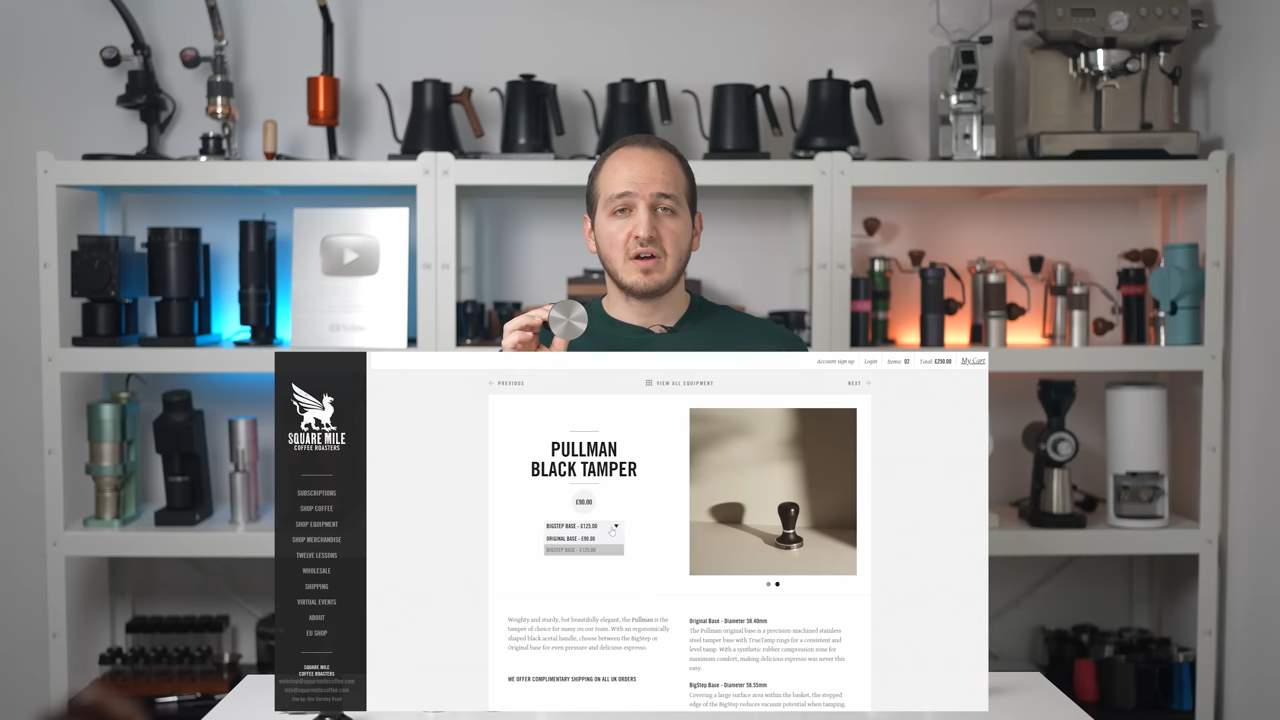 Account sign up
Login
Items: 02
Total: £250.00
My Cart
PREVIOUS
VIEW ALL EQUIPMENT
NEXT
SQUARE MILE
COFFEE ROASTERS
SUBSCRIPTIONS
SHOP COFFEE
SHOP EQUIPMENT
SHOP MERCHANDISE
TWELVE LESSONS
WHOLESALE
SHIPPING
VIRTUAL EVENTS
ABOUT
EU SHOP
SQUARE MILE
COFFEE ROASTERS
PULLMAN
BLACK TAMPER
£90.00
BIGSTEP BASE - £125.00
ORIGINAL BASE - £90.00
BIGSTEP BASE - £125.00
Weighty and sturdy, but beautifully elegant, the Pullman is the
tamper of choice for many on our team. With an ergonomically
shaped black acetal handle, choose between the BigStep or
Original base for even pressure and delicious espresso.
WE OFFER COMPLIMENTARY SHIPPING ON ALL UK ORDERS
Original Base - Diameter 58.40mm
The Pullman original base is a precision-machined stainless
steel tamper base with TrueTamp rings for a consistent and
level tamp. With a synthetic rubber compression zone for
maximum comfort, making delicious espresso was never this
easy.
BigStep Base - Diameter 58.55mm
Covering a large surface area within the basket, the stepped
edge of the BigStep reduces vacuum potential when tamping.